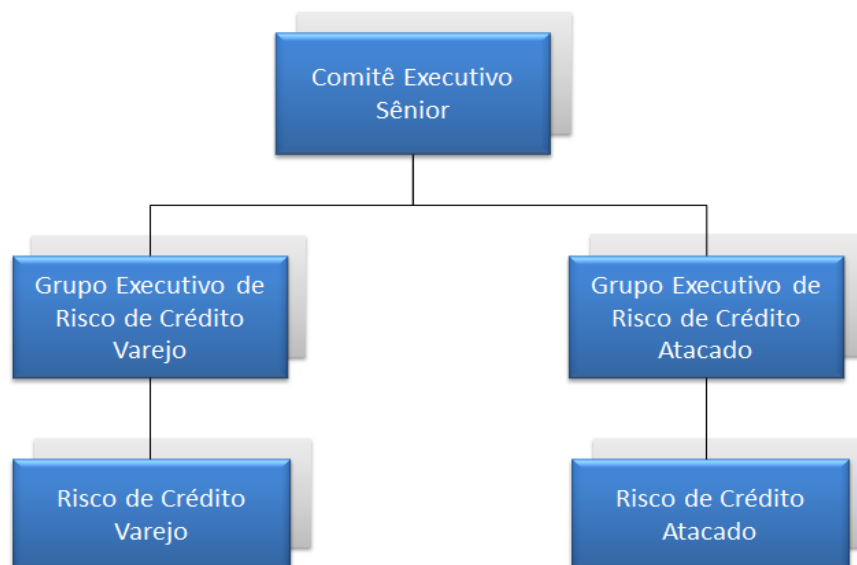 Comitê Executivo
Sênior
Grupo Executivo de
Risco de Crédito
Varejo
Grupo Executivo de
Risco de Crédito
Atacado
Risco de Crédito
Varejo
Risco de Crédito
Atacado